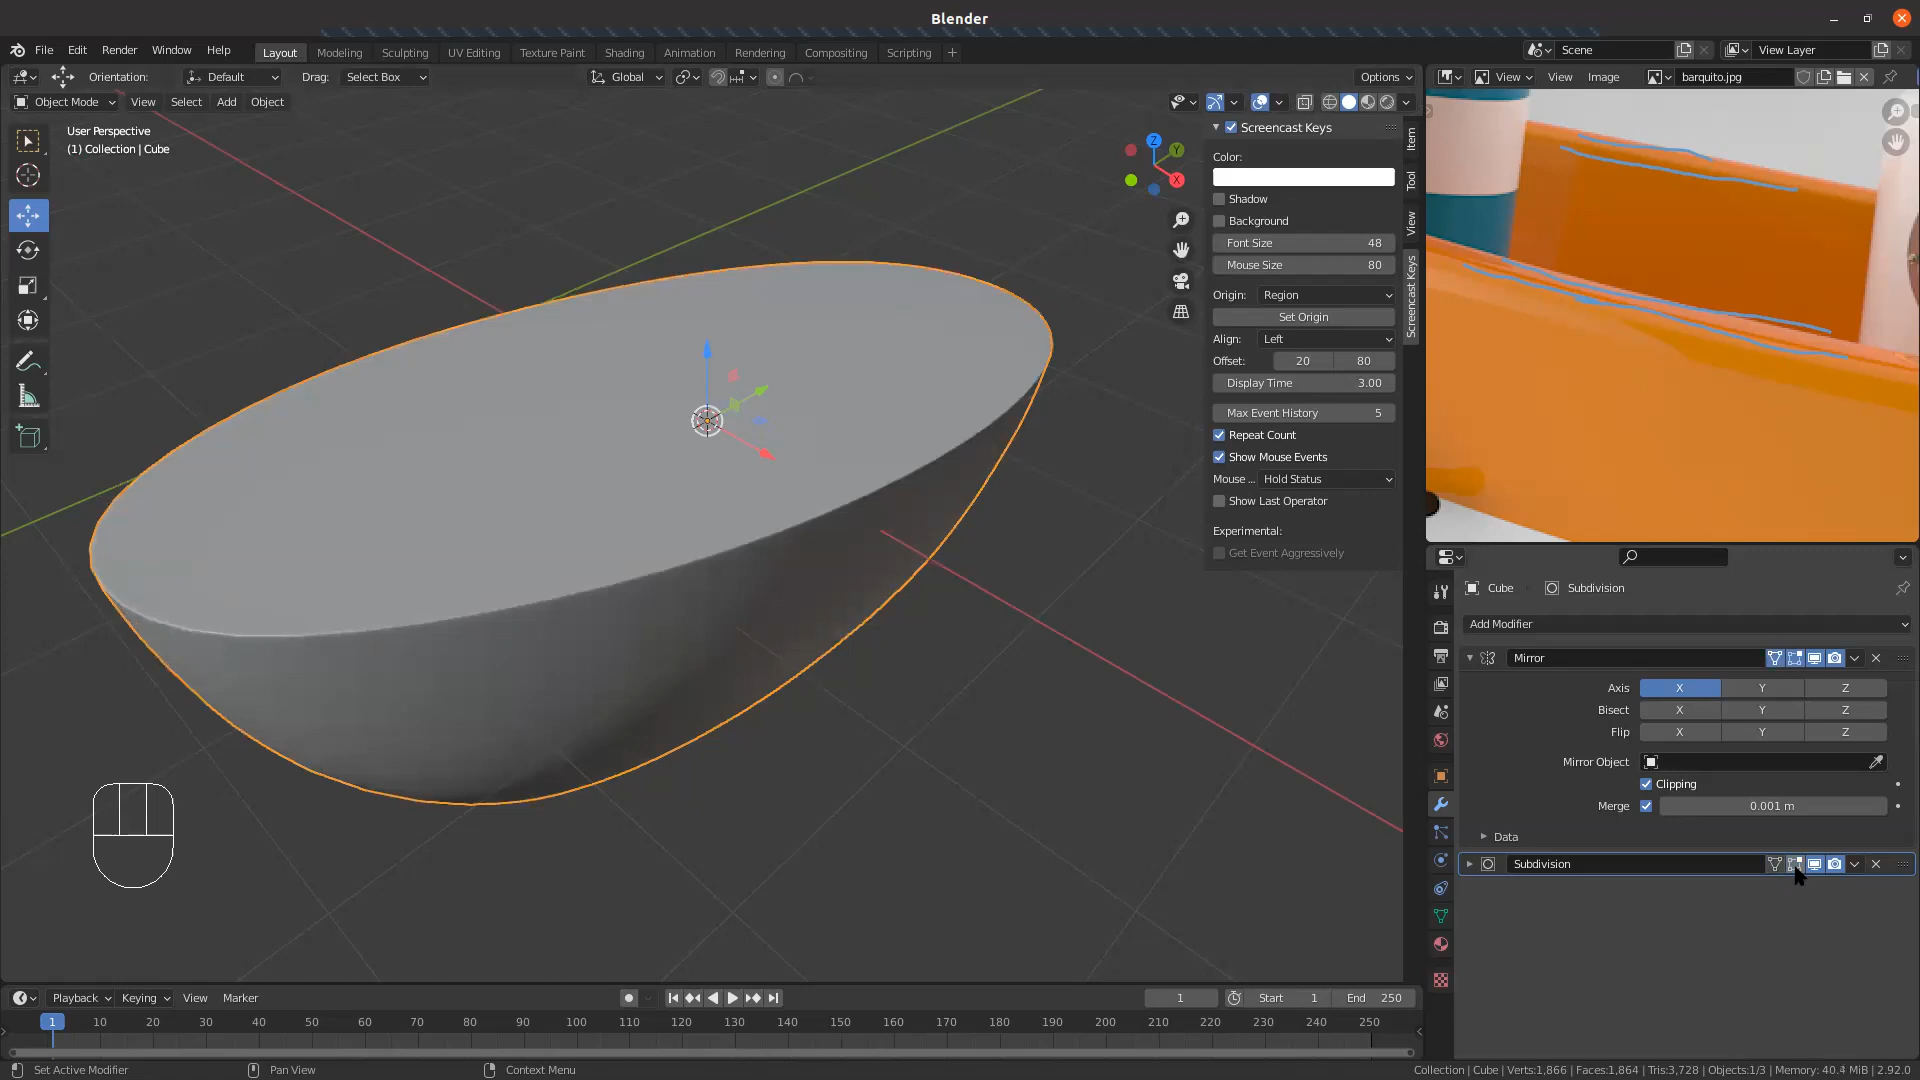 Blender
File Edit Render Window Help
Layout Modeling Sculpting UV Editing Texture Paint Shading Animation Rendering Compositing Scripting +
Scene
View Layer
Orientation: Default Drag: Select Box
Global
Options
View View Image barquito.jpg
Object Mode View Select Add Object
User Perspective
(1) Collection | Cube
Z
Y
X
Screencast Keys
Color:
Shadow
Background
Font Size 48
Mouse Size 80
Origin: Region
Set Origin
Align: Left
Offset: 20 80
Display Time 3.00
Max Event History 5
Repeat Count
Show Mouse Events
Mouse ... Hold Status
Show Last Operator
Experimental:
Get Event Aggressively
Item
Tool
View
Screencast Keys
Cube Subdivision
Add Modifier
Mirror
Axis X Y Z
Bisect X Y Z
Flip X Y Z
Mirror Object
Clipping
Merge 0.001 m
Data
Subdivision
Playback Keying View Marker
1 Start 1 End 250
1 10 20 30 40 50 60 70 80 90 100 110 120 130 140 150 160 170 180 190 200 210 220 230 240 250
Set Active Modifier Pan View Context Menu
Collection | Cube | Verts:1,866 | Faces:1,864 | Tris:3,728 | Objects:1/3 | Memory: 40.4 MiB | 2.92.0